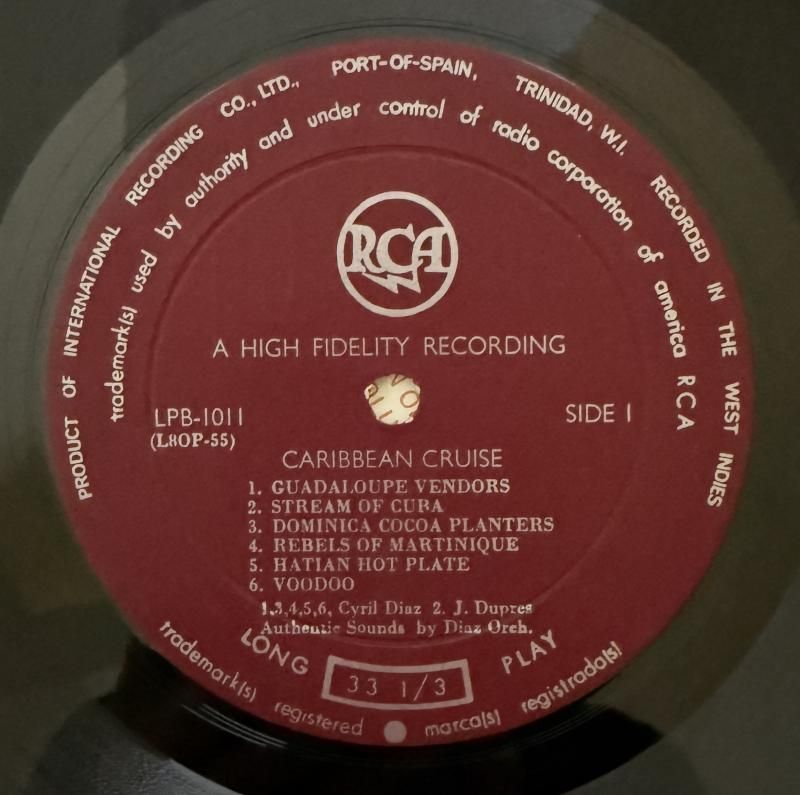 PRODUCT OF INTERNATIONAL RECORDING CO., LTD., PORT-OF-SPAIN, TRINIDAD, W.I. RECORDED IN THE WEST INDIES
trademark(s) used by authority and under control of radio corporation of america RCA
RCA
A HIGH FIDELITY RECORDING
LPB-1011
(L8OP-55)
SIDE 1
CARIBBEAN CRUISE
1. GUADALOUPE VENDORS
2. STREAM OF CUBA
3. DOMINICA COCOA PLANTERS
4. REBELS OF MARTINIQUE
5. HATIAN HOT PLATE
6. VOODOO
1,3,4,5,6, Cyril Diaz 2. J. Dupres
Authentic Sounds by Diaz Orch.
LONG PLAY
33 1/3
trademark(s) registered marca(s) registrada(s)